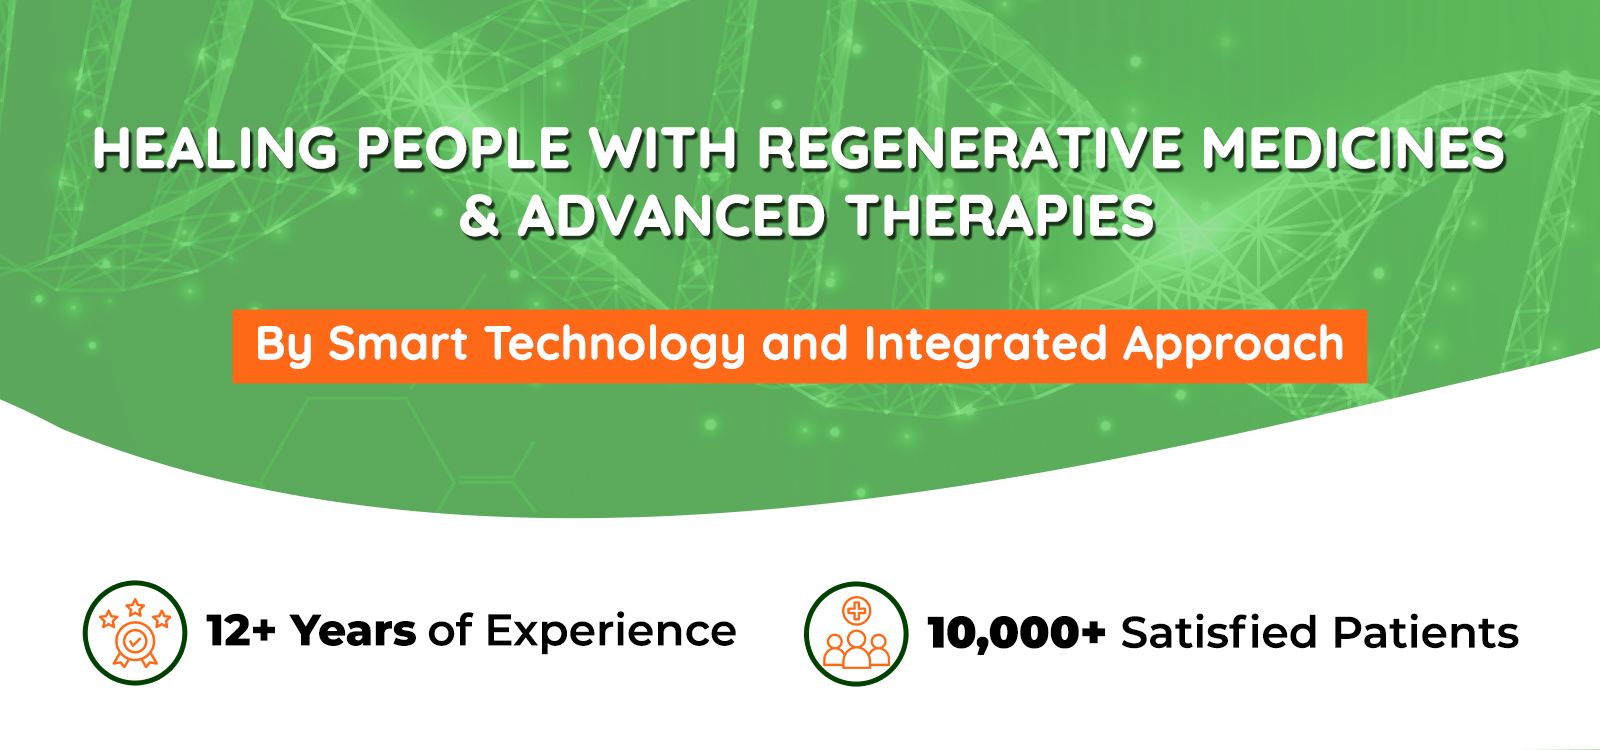 HEALING PEOPLE WITH REGENERATIVE MEDICINES
& ADVANCED THERAPIES
By Smart Technology and Integrated Approach
12+ Years of Experience
10,000+ Satisfied Patients